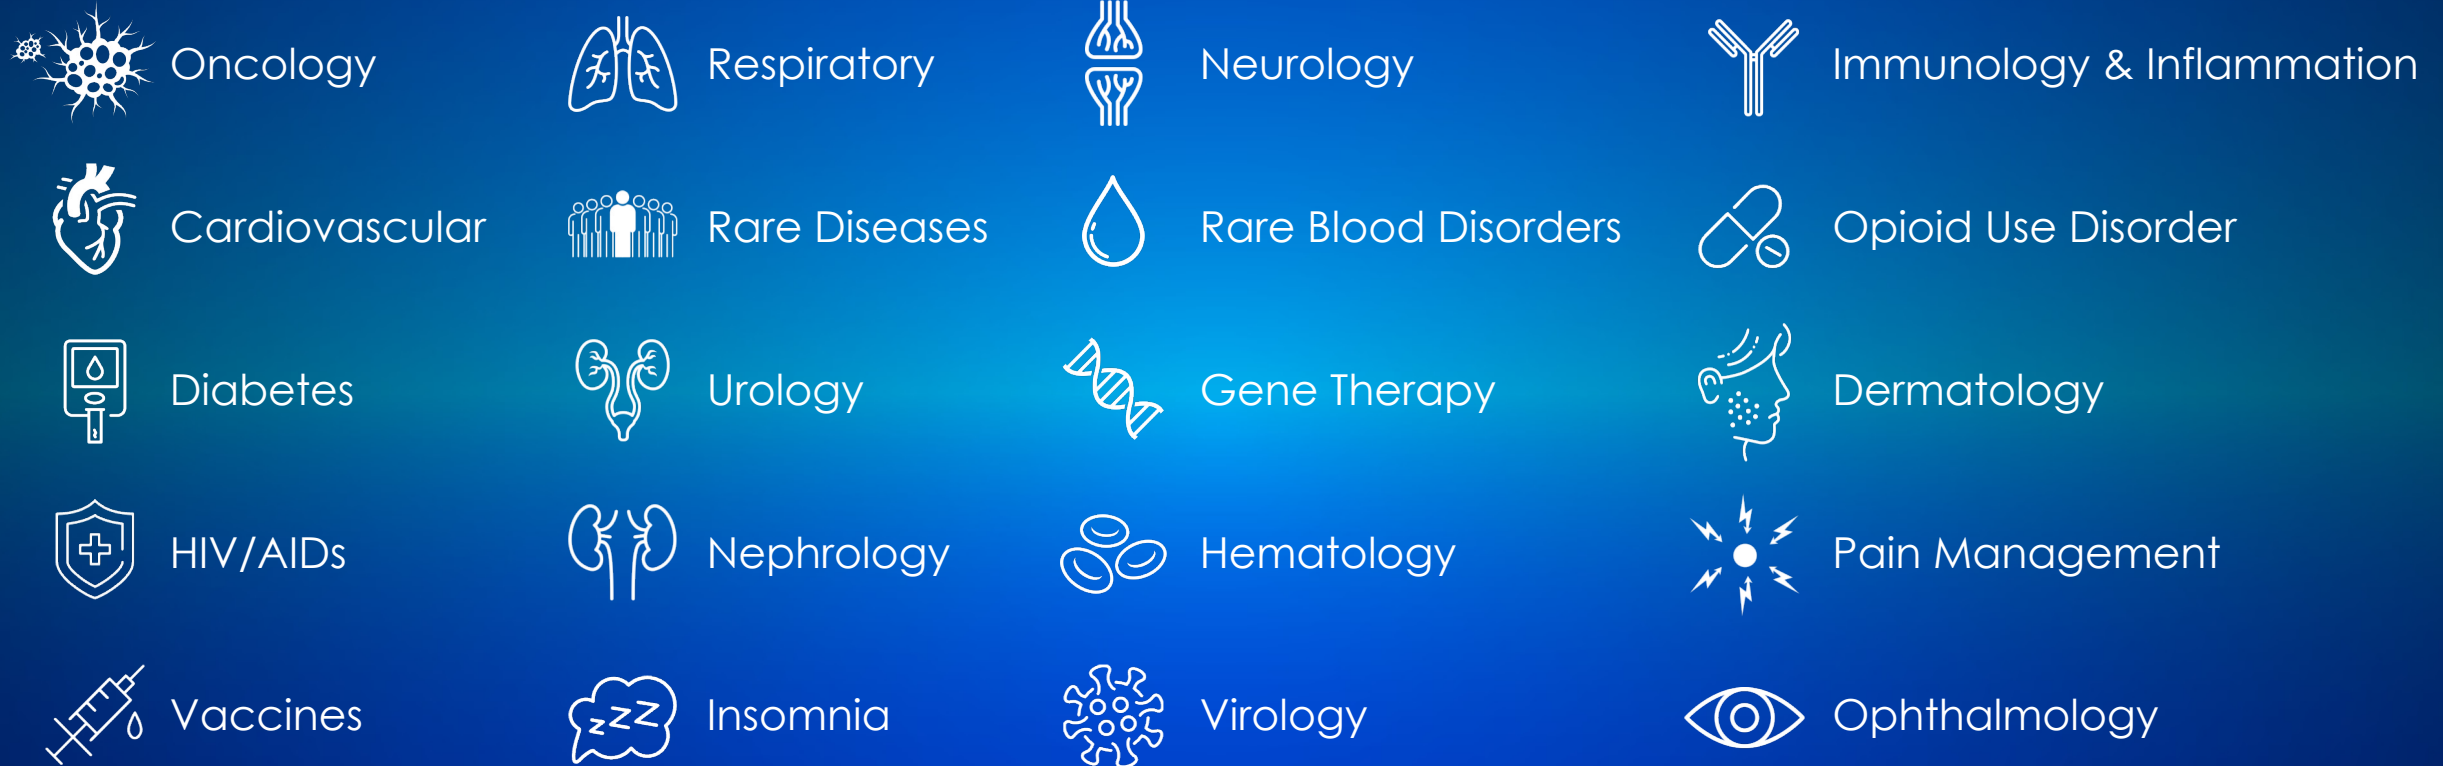 Oncology
Respiratory
Neurology
Immunology & Inflammation
Cardiovascular
Rare Diseases
Rare Blood Disorders
Opioid Use Disorder
Diabetes
Urology
Gene Therapy
Dermatology
HIV/AIDs
Nephrology
Hematology
Pain Management
Vaccines
Insomnia
zZZ
Virology
Ophthalmology